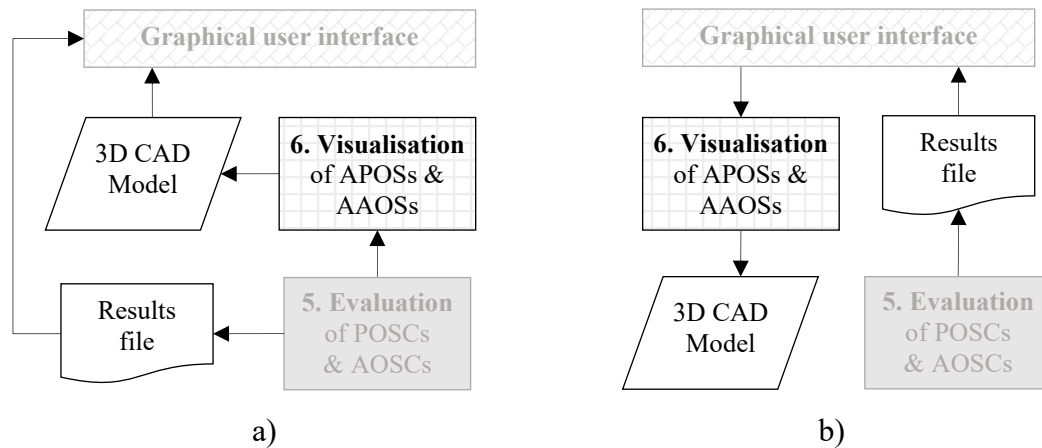 Graphical user interface
3D CAD
Model
6. Visualisation
of APOSs &
AAOSs
Results
file
5. Evaluation
of POSCs
& AOSCs
a)
Graphical user interface
6. Visualisation
of APOSs &
AAOSs
Results
file
3D CAD
Model
5. Evaluation
of POSCs
& AOSCs
b)